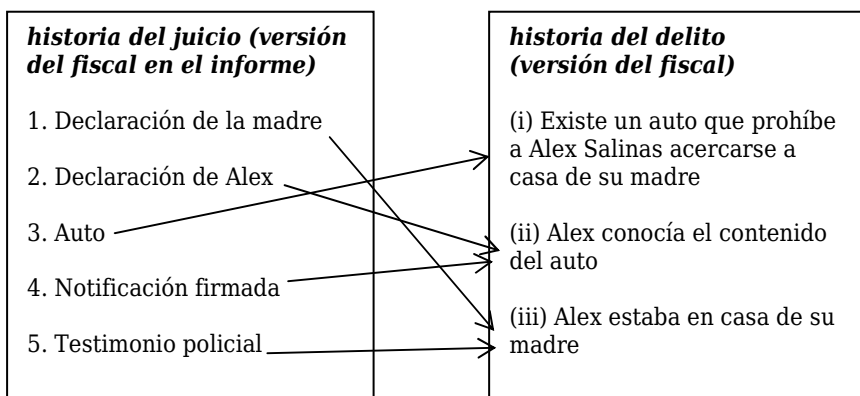 historia del juicio (versión
del fiscal en el informe)
1. Declaración de la madre
2. Declaración de Alex
3. Auto
4. Notificación firmada
5. Testimonio policial
historia del delito
(versión del fiscal)
(i) Existe un auto que prohíbe
a Alex Salinas acercarse a
casa de su madre
(ii) Alex conocía el contenido
del auto
(iii) Alex estaba en casa de su
madre